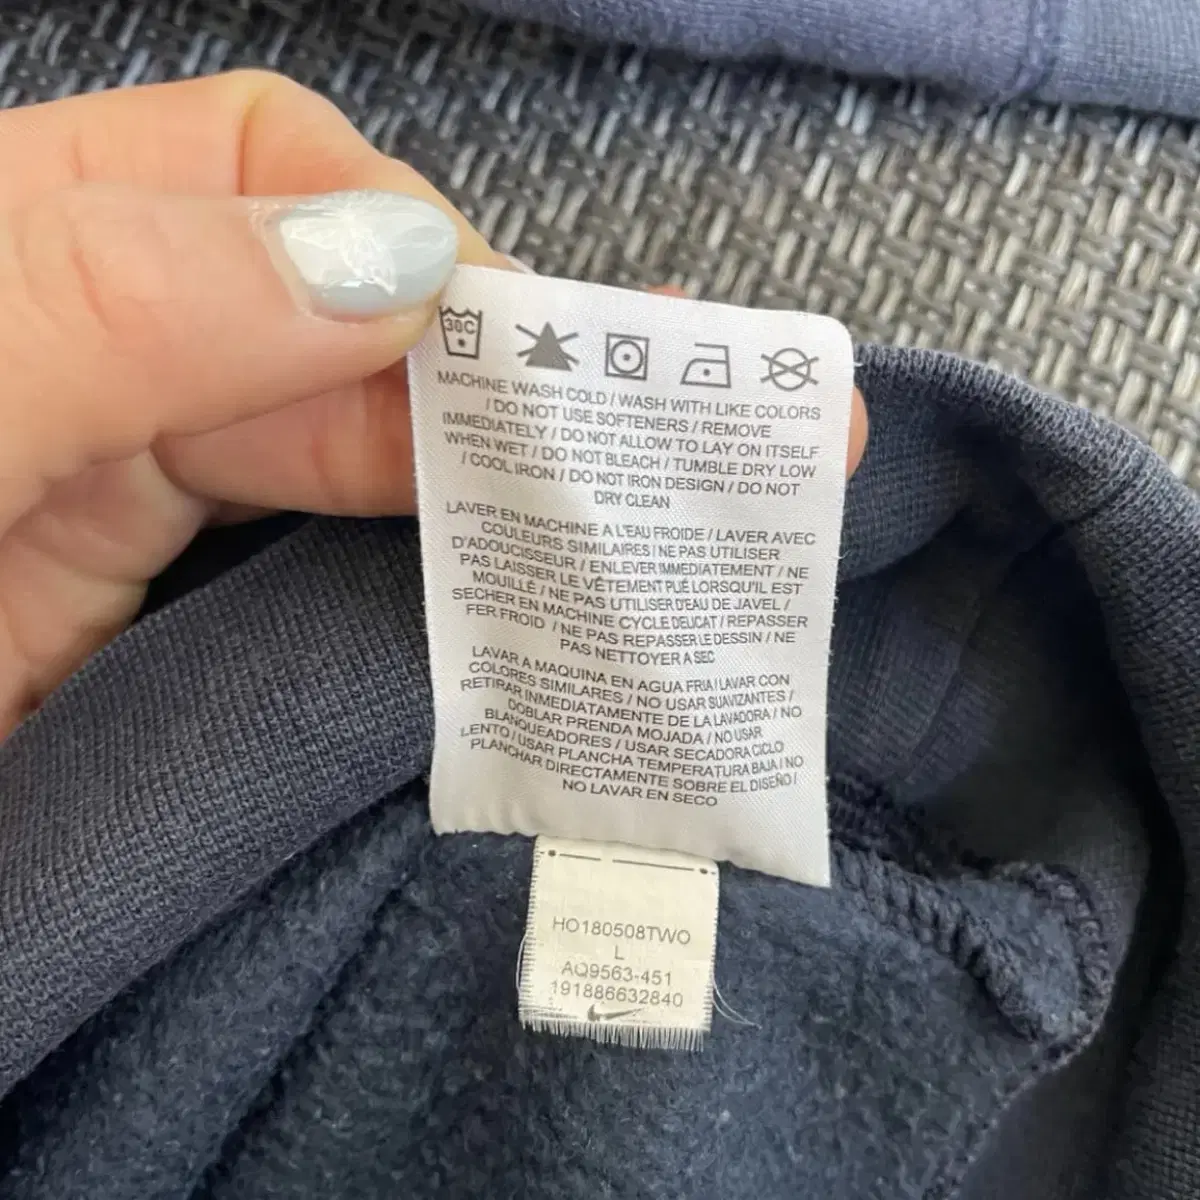 30C
MACHINE WASH COLD / WASH WITH LIKE COLORS
/ DO NOT USE SOFTENERS / REMOVE
IMMEDIATELY / DO NOT ALLOW TO LAY ON ITSELF
WHEN WET / DO NOT BLEACH / TUMBLE DRY LOW
/ COOL IRON / DO NOT IRON DESIGN / DO NOT
DRY CLEAN
LAVER EN MACHINE A L'EAU FROIDE / LAVER AVEC
COULEURS SIMILAIRES / NE PAS UTILISER
D'ADOUCISSEUR / ENLEVER IMMEDIATEMENT / NE
PAS LAISSER LE VÊTEMENT PLIÉ LORSQU'IL EST
MOUILLÉ / NE PAS UTILISER D'EAU DE JAVEL /
SECHER EN MACHINE CYCLE DELICAT / REPASSER
FER FROID / NE PAS REPASSER LE DESSIN / NE
PAS NETTOYER A SEC
LAVAR A MAQUINA EN AGUA FRIA / LAVAR CON
COLORES SIMILARES / NO USAR SUAVIZANTES /
RETIRAR INMEDIATAMENTE DE LA LAVADORA / NO
DOBLAR PRENDA MOJADA / NO USAR
BLANQUEADORES / USAR SECADORA CICLO
LENTO / USAR PLANCHA TEMPERATURA BAJA / NO
PLANCHAR DIRECTAMENTE SOBRE EL DISEÑO /
NO LAVAR EN SECO
HO180508TWO
L
AQ9563-451
191886632840